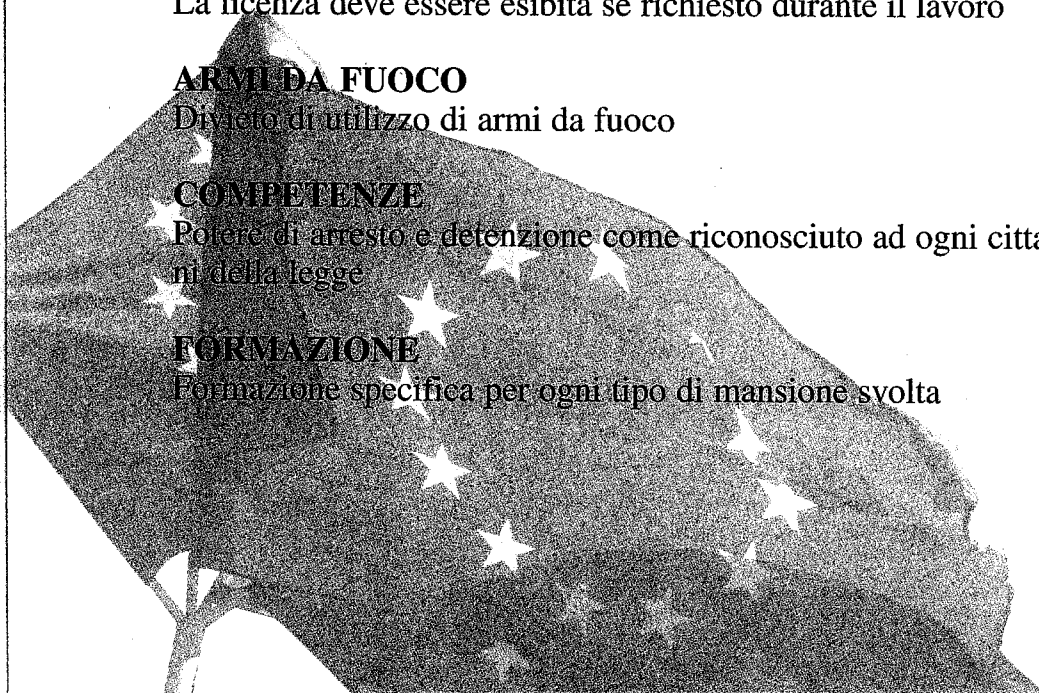 La licenza deve essere esibita se richiesto durante il lavoro
ARMI DA FUOCO
Divieto di utilizzo di armi da fuoco
COMPETENZE
Potere di arresto e detenzione come riconosciuto ad ogni citta
ni della legge
FORMAZIONE
Formazione specifica per ogni tipo di mansione svolta